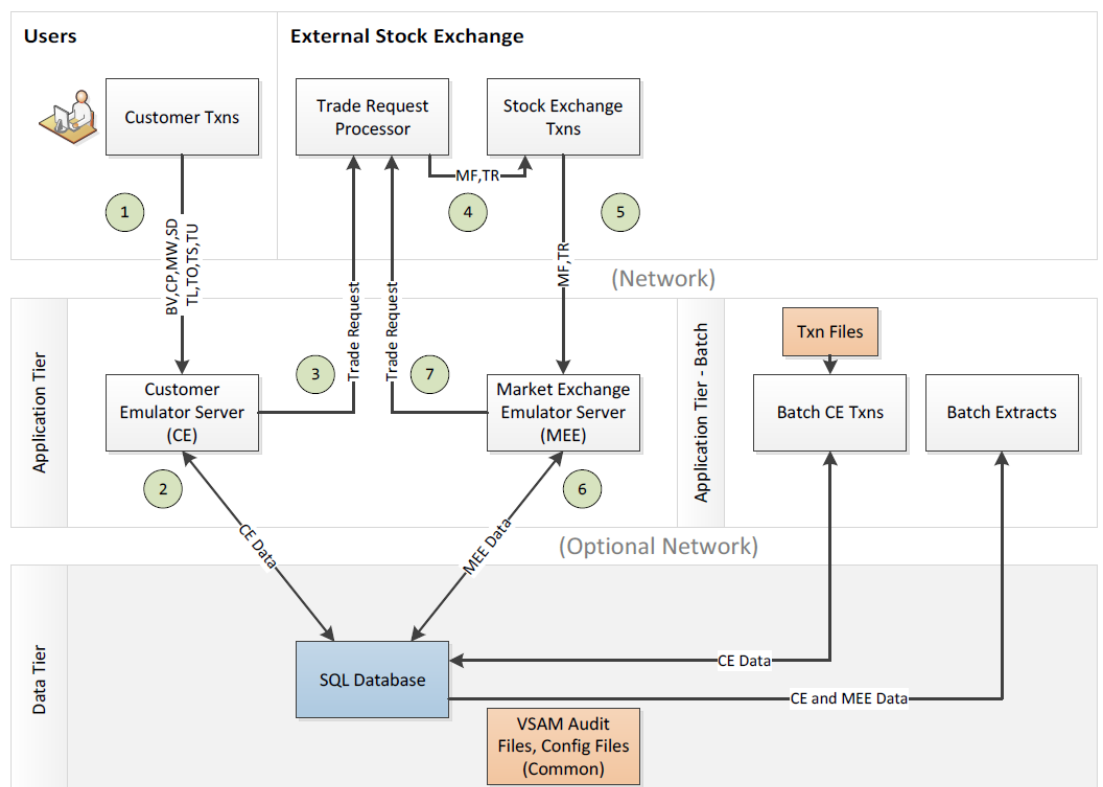 Users
External Stock Exchange
Customer Txns
Trade Request
Processor
Stock Exchange
Txns
MF,TR
1
4
5
BV,CP,MW,SD
TL,TO,TS,TU
Trade Request
Trade Request
MF,TR
(Network)
Application Tier
Customer
Emulator Server
(CE)
3
7
Market Exchange
Emulator Server
(MEE)
Application Tier - Batch
Txn Files
Batch CE Txns
Batch Extracts
2
6
CE Data
MEE Data
(Optional Network)
Data Tier
SQL Database
CE Data
CE and MEE Data
VSAM Audit
Files, Config Files
(Common)